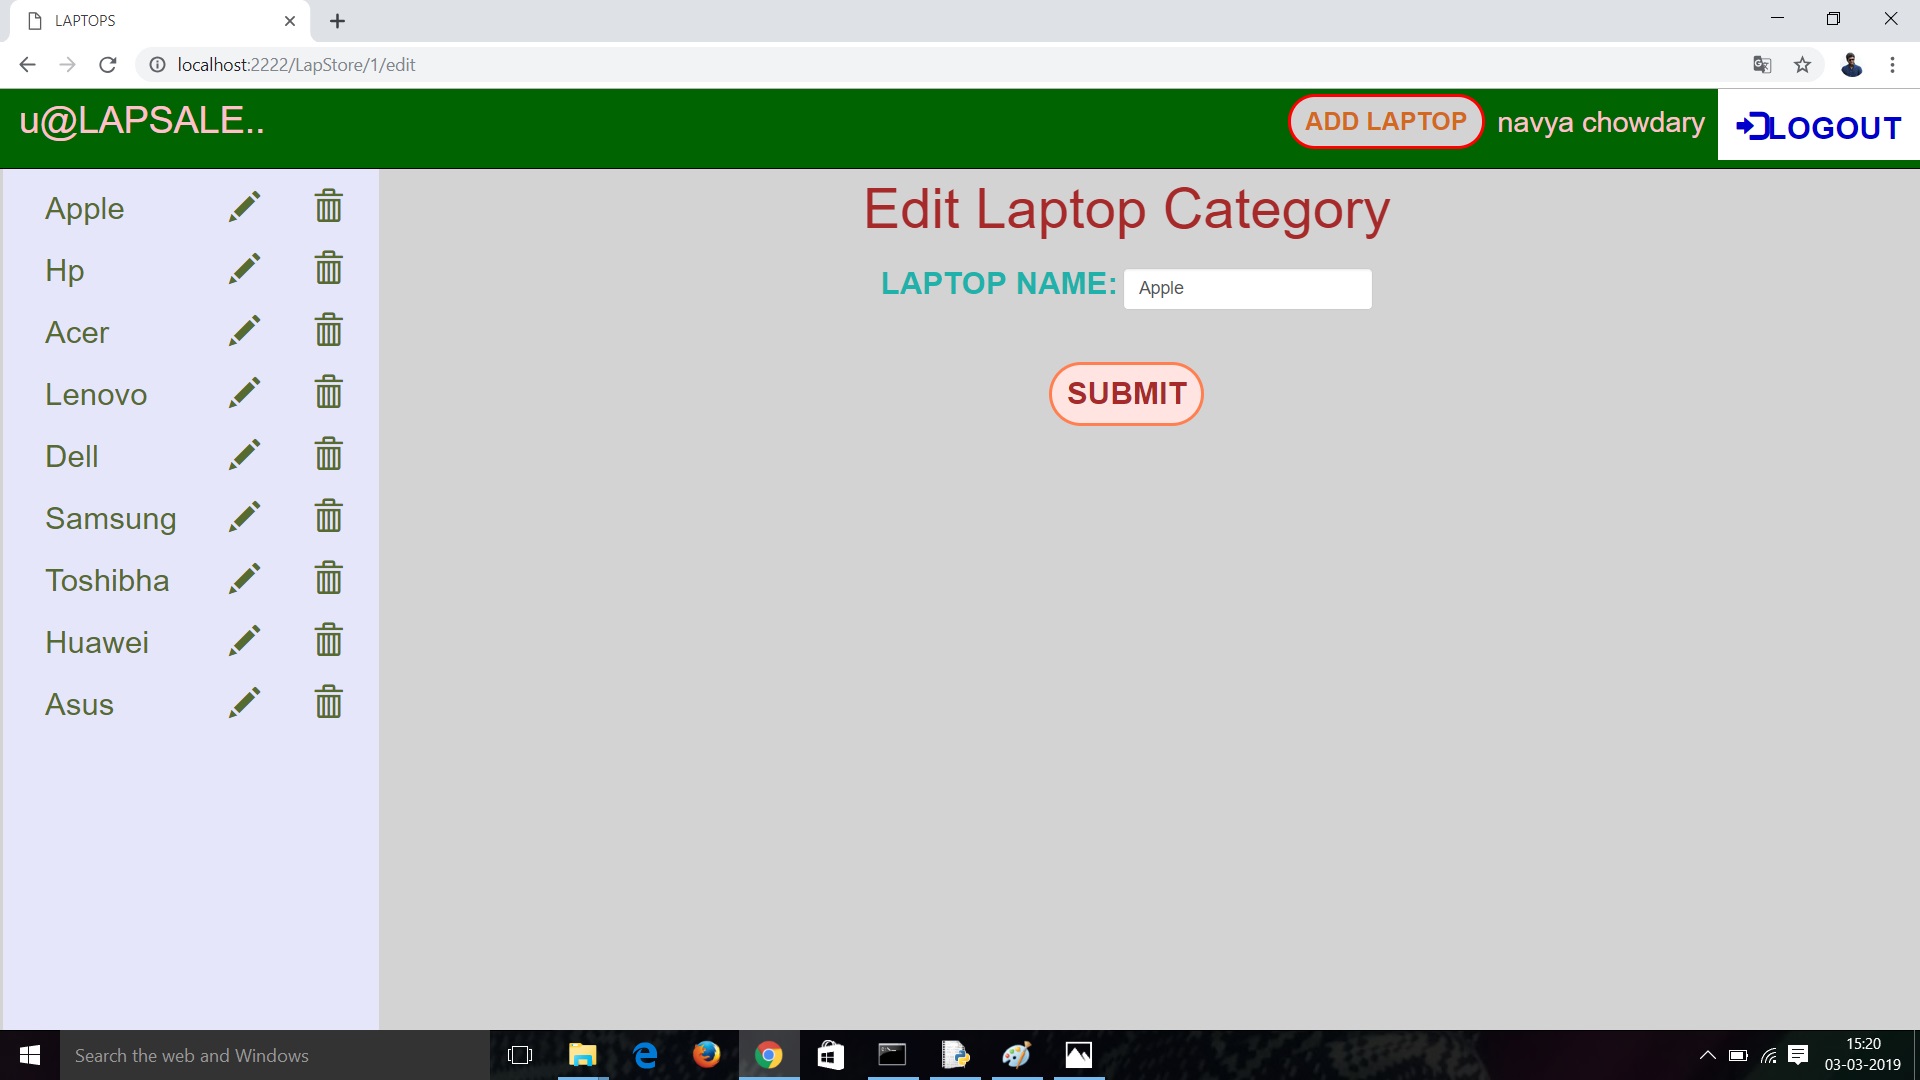 LAPTOPS
localhost:2222/LapStore/1/edit
u@LAPSALE..
ADD LAPTOP
navya chowdary
LOGOUT
Apple
Hp
Acer
Lenovo
Dell
Samsung
Toshibha
Huawei
Asus
Edit Laptop Category
LAPTOP NAME: Apple
SUBMIT
Search the web and Windows
15:20
03-03-2019